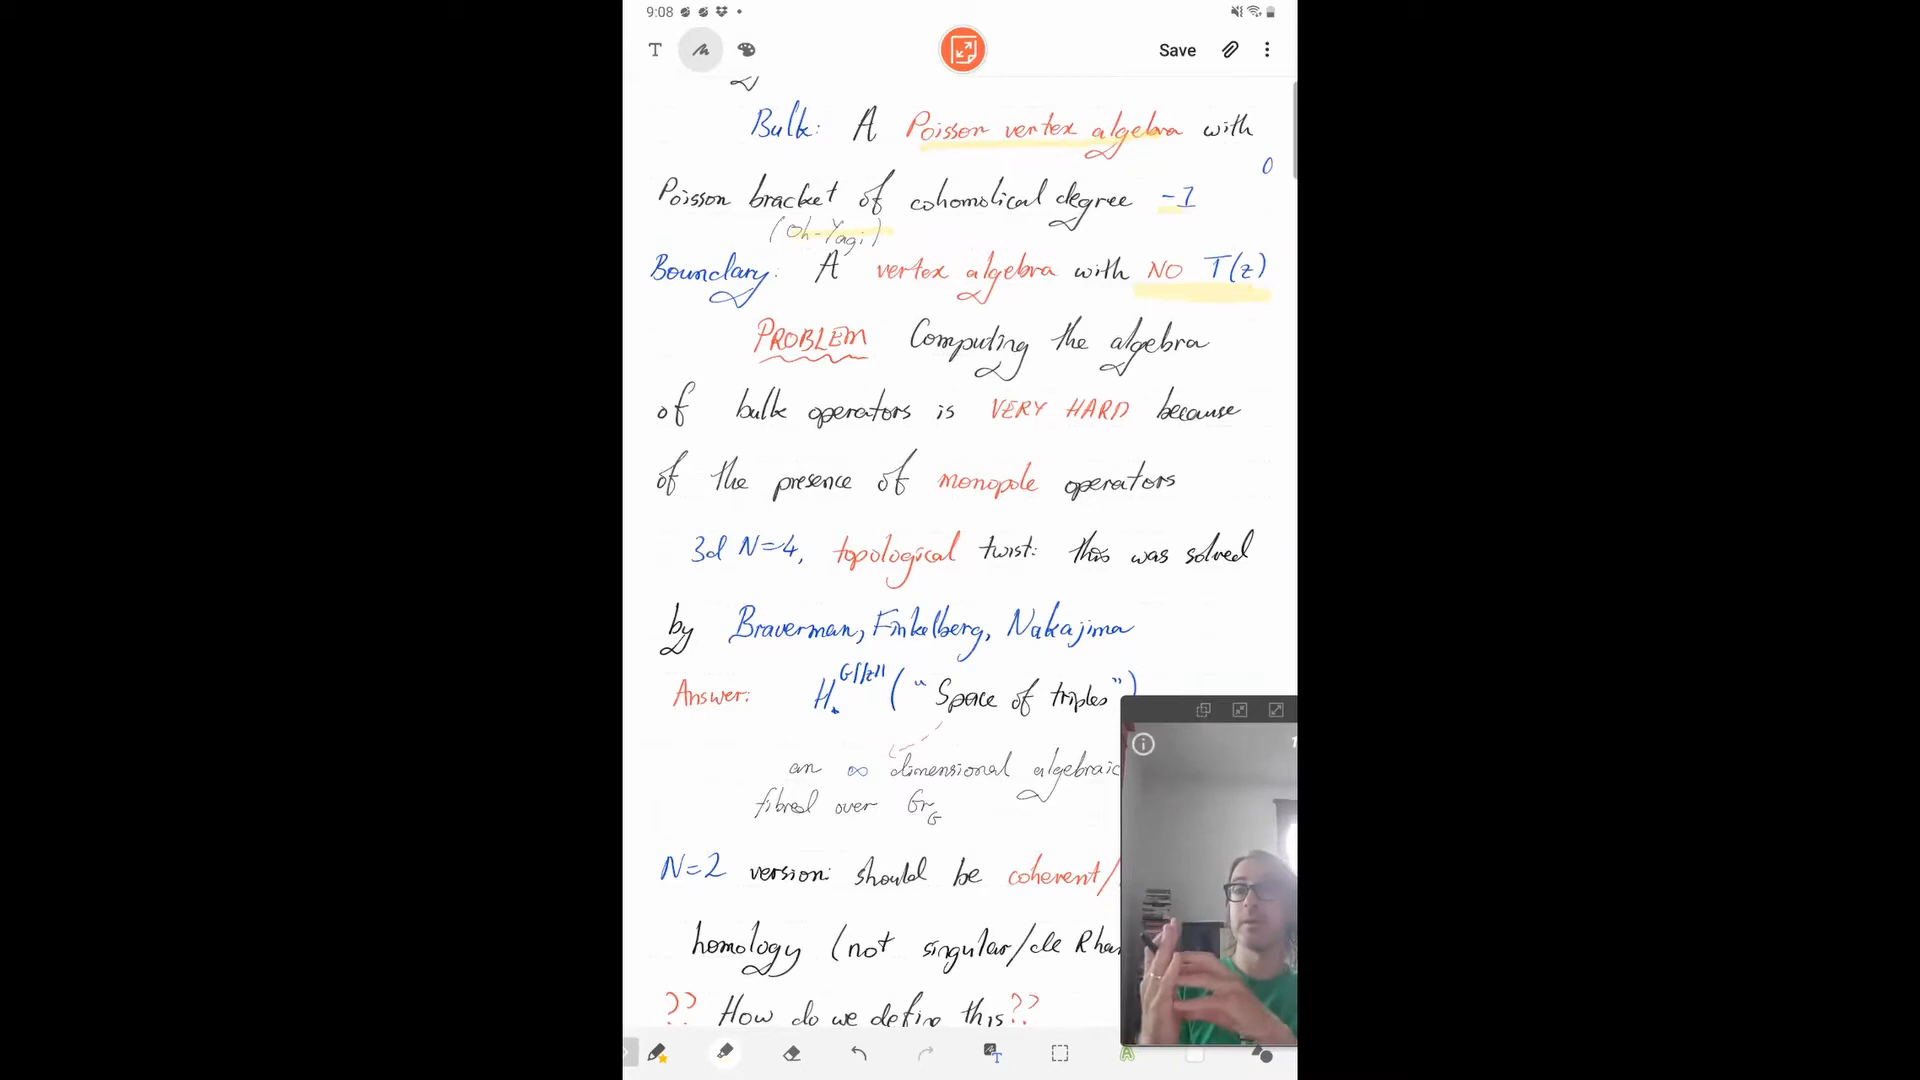 9:08
T
Save
Bulk: A Poisson vertex algebra with
0
Poisson bracket of cohomolical degree -1
(Oh-Yagi)
Boundary: A vertex algebra with NO T(z)
PROBLEM Computing the algebra
of bulk operators is VERY HARD because
of the presence of monopole operators
3d N=4, topological twist: this was solved
by Braverman, Finkelberg, Nakajima
Answer: H.^G[[z]] ("Space of triples")
an ∞ dimensional algebraic
fibred over Gr_G
N=2 version: should be coherent/
homology (not singular/de Rham
?? How do we define this??